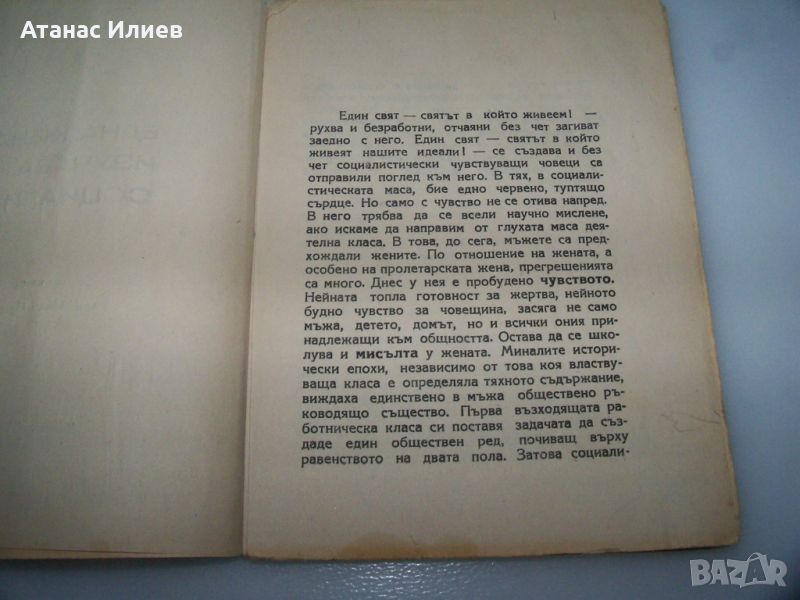 Атанас Илиев
Един свят — святът в който живеем! —
рухва и безработни, отчаяни без чет загиват
заедно с него. Един свят — святът в който
живеят нашите идеали! — се създава и без
чет социалистически чувствуващи човеци са
отправили поглед към него. В тях, в социали-
стическата маса, бие едно червено, туптящо
сърдце. Но само с чувство не се отива напред.
В него трябва да се всели научно мислене,
ако искаме да направим от глухата маса дея-
телна класа. В това, до сега, мъжете са пред-
хождали жените. По отношение на жената, а
особено на пролетарската жена, прегрешенията
са много. Днес у нея е пробудено чувството.
Нейната топла готовност за жертва, нейното
будно чувство за човещина, засяга не само
мъжа, детето, домът, но и всички ония при-
надлежащи към общността. Остава да се шко-
лува и мисълта у жената. Миналите истори-
чески епохи, независимо от това коя властву-
ваща класа е определяла тяхното съдържание,
виждаха единствено в мъжа обществено ръ-
ководящо същество. Първа възходящата ра-
ботническа класа си поставя задачата да съз-
даде един обществен ред, почиващ върху
равенството на двата пола. Затова социали-
BAZAR